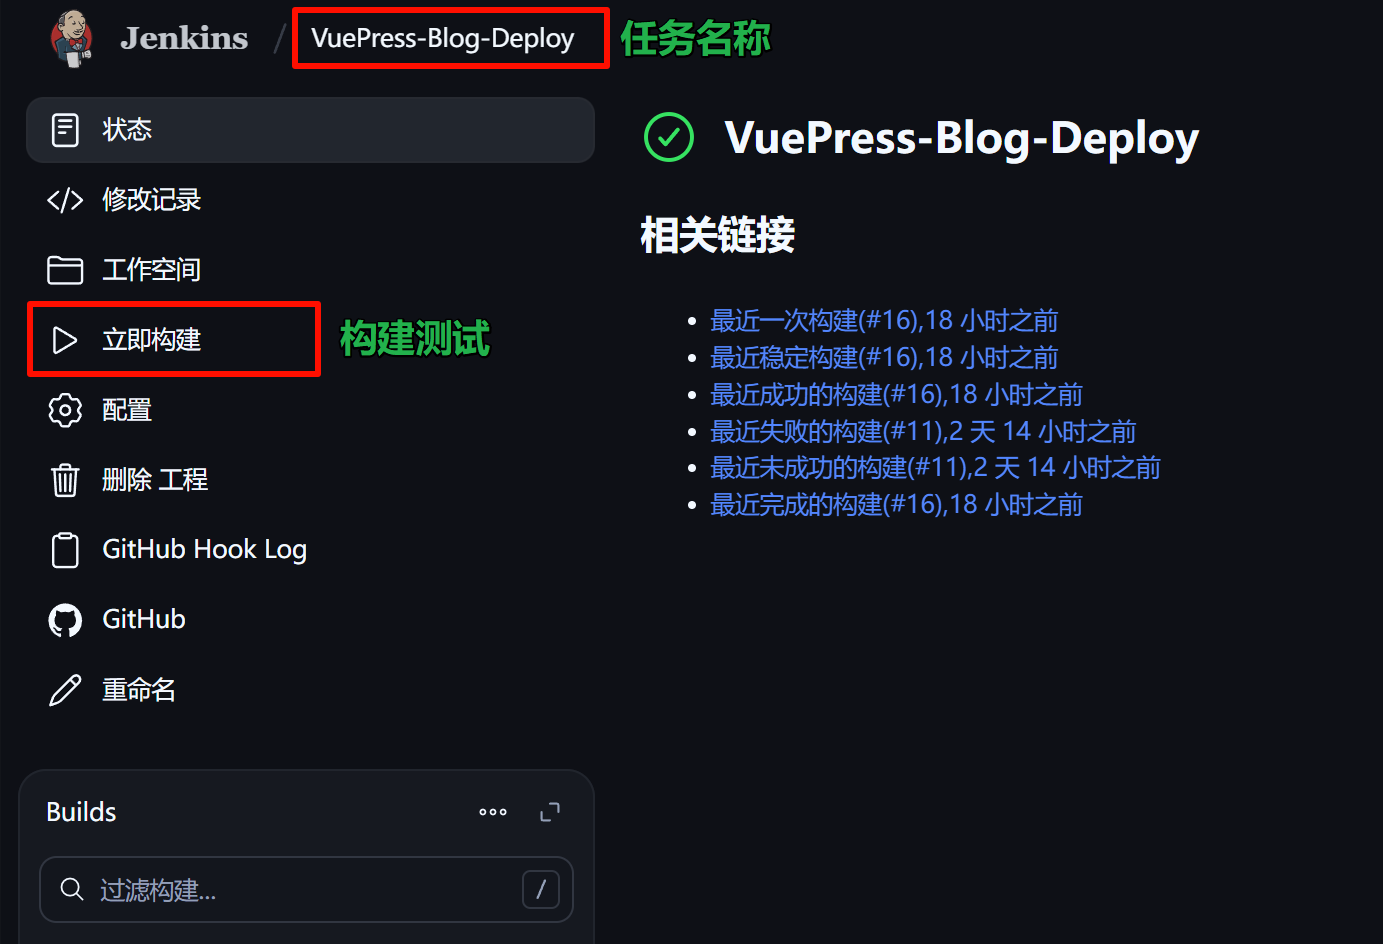 Jenkins / VuePress-Blog-Deploy 任务名称
状态
修改记录
工作空间
立即构建 构建测试
配置
删除 工程
GitHub Hook Log
GitHub
重命名
Builds
过滤构建... /
VuePress-Blog-Deploy
相关链接
最近一次构建(#16),18 小时之前
最近稳定构建(#16),18 小时之前
最近成功的构建(#16),18 小时之前
最近失败的构建(#11),2 天 14 小时之前
最近未成功的构建(#11),2 天 14 小时之前
最近完成的构建(#16),18 小时之前